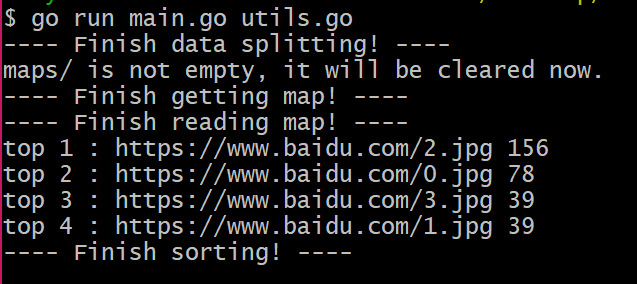 $ go run main.go utils.go
---- Finish data splitting! ----
maps/ is not empty, it will be cleared now.
---- Finish getting map! ----
---- Finish reading map! ----
top 1 : https://www.baidu.com/2.jpg 156
top 2 : https://www.baidu.com/0.jpg 78
top 3 : https://www.baidu.com/3.jpg 39
top 4 : https://www.baidu.com/1.jpg 39
---- Finish sorting! ----